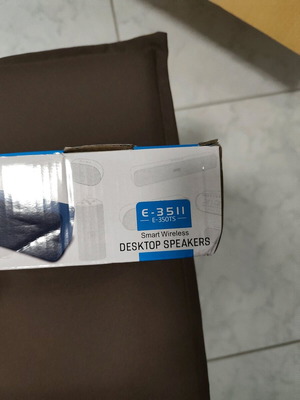 E-3511
E-350TS
Smart Wireless
DESKTOP SPEAKERS